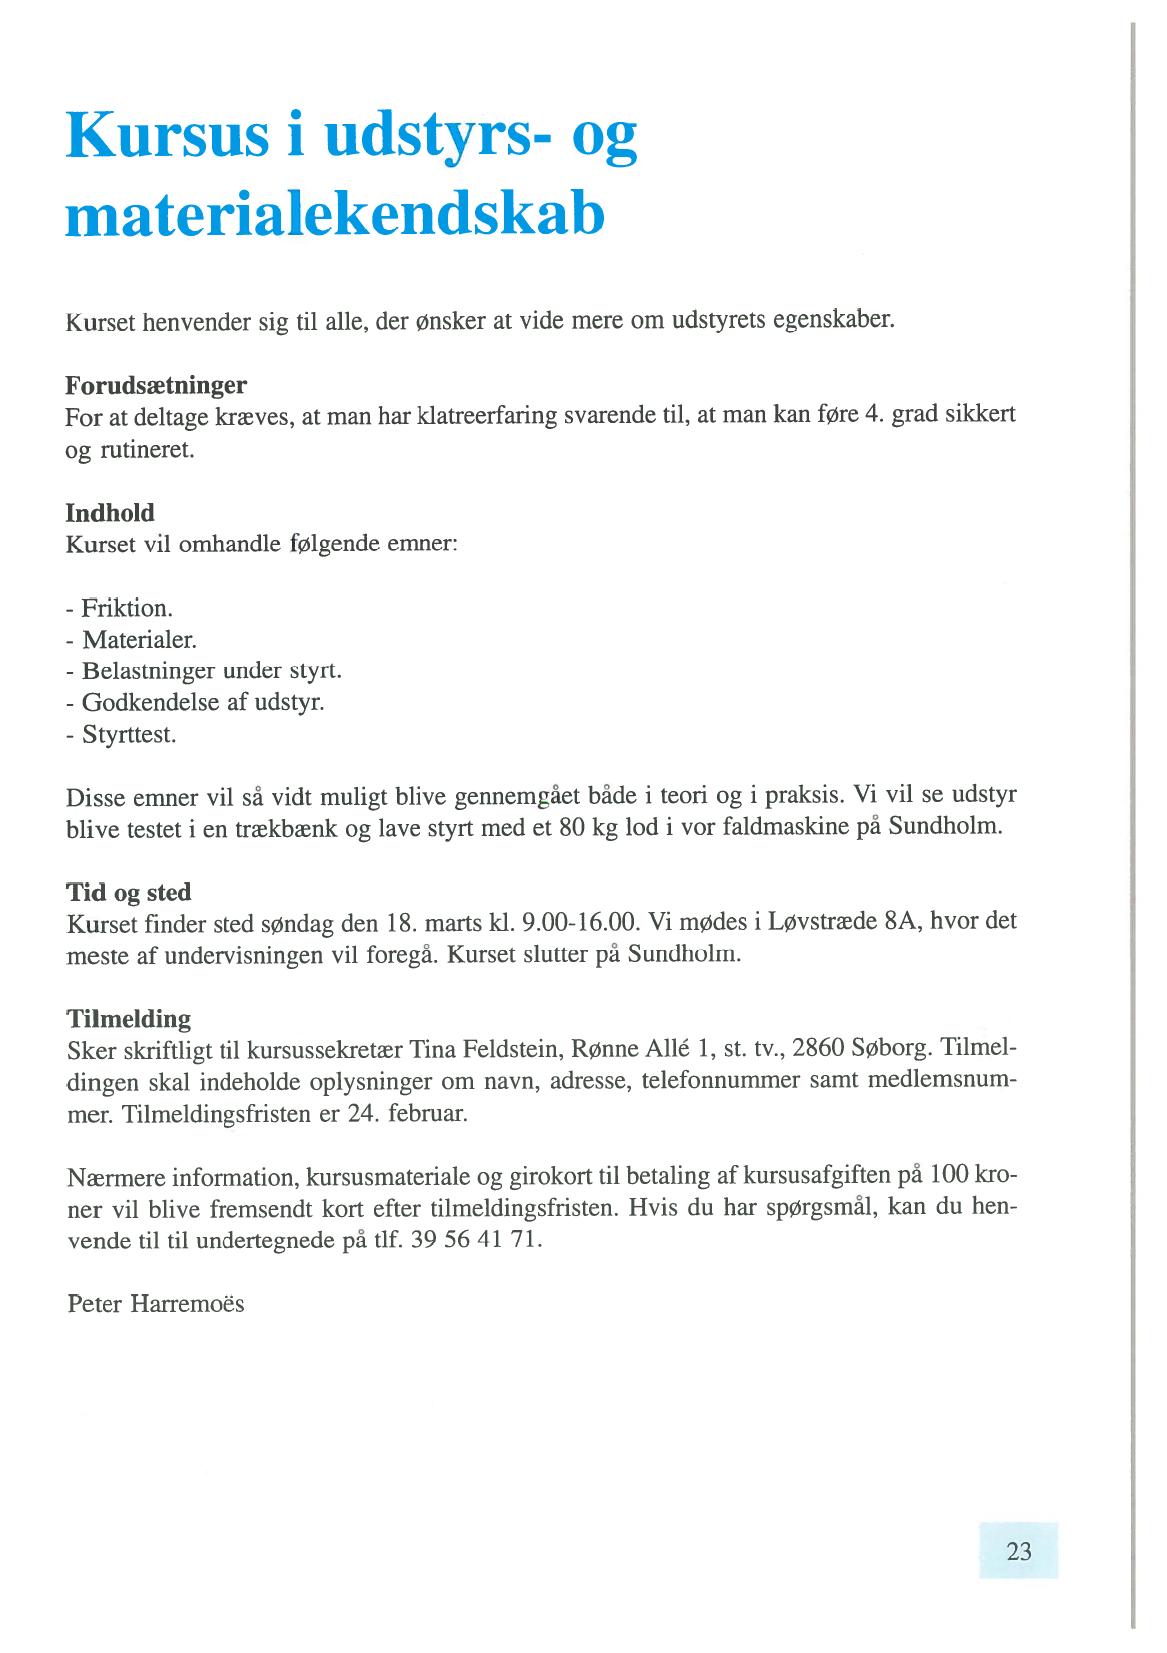 Kursus i udstyrs- og
materialekendskab
Kurset henvender sig til alle, der ønsker at vide mere om udstyrets egenskaber.
Forudsætninger
For at deltage kræves, at man har klatreerfaring svarende til, at man kan føre 4. grad sikkert
og rutineret.
Indhold
Kurset vil omhandle følgende emner:
- Friktion.
- Materialer.
- Belastninger under styrt.
- Godkendelse af udstyr.
- Styrttest.
Disse emner vil så vidt muligt blive gennemgået både i teori og i praksis. Vi vil se udstyr
blive testet i en trækbænk og lave styrt med et 80 kg lod i vor faldmaskine på Sundholm.
Tid og sted
Kurset finder sted søndag den 18. marts kl. 9.00-16.00. Vi mødes i Løvstræde 8A, hvor det
meste af undervisningen vil foregå. Kurset slutter på Sundholm.
Tilmelding
Sker skriftligt til kursussekretær Tina Feldstein, Rønne Allé 1, st. tv., 2860 Søborg. Tilmel-
dingen skal indeholde oplysninger om navn, adresse, telefonnummer samt medlemsnum-
mer. Tilmeldingsfristen er 24. februar.
Nærmere information, kursusmateriale og girokort til betaling af kursusafgiften på 100 kro-
ner vil blive fremsendt kort efter tilmeldingsfristen. Hvis du har spørgsmål, kan du hen-
vende til til undertegnede på tlf. 39 56 41 71.
Peter Harremoës
23